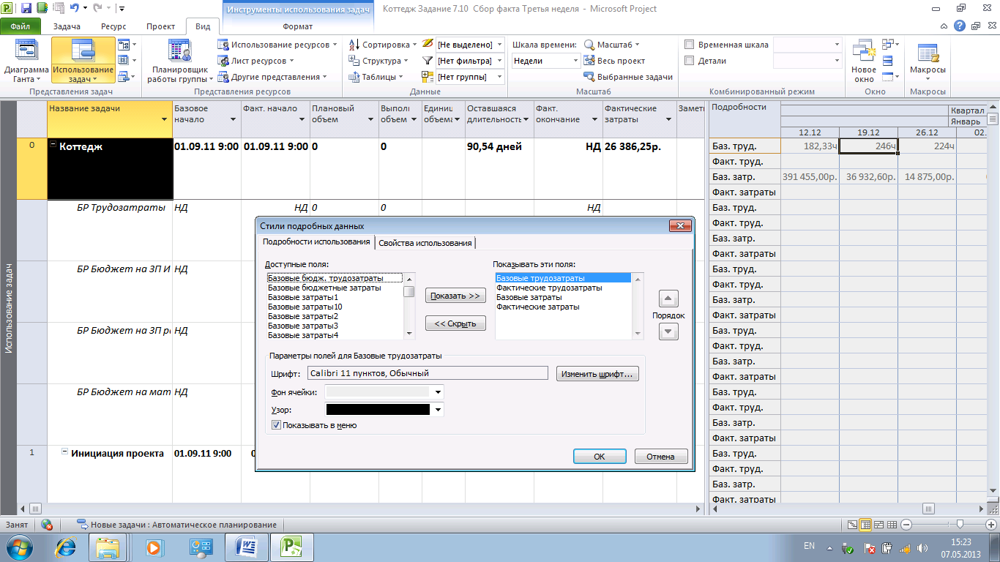 Инструменты использования задач
Коттедж Задание 7.10 Сбор факта Третья неделя - Microsoft Project
Файл Задача Ресурс Проект Вид Формат
Диаграмма Ганта
Использование задач
Представления задач
Планировщик работы группы
Использование ресурсов
Лист ресурсов
Другие представления
Представления ресурсов
Сортировка
Структура
Таблицы
[Не выделено]
[Нет фильтра]
[Нет группы]
Данные
Шкала времени:
Недели
Масштаб
Весь проект
Выбранные задачи
Масштаб
Временная шкала
Детали
Комбинированный режим
Новое окно
Окно
Макросы
Макросы
Название задачи
Базовое начало
Факт. начало
Плановый объем
Оставшаяся длительность
Факт. окончание
Фактические затраты
Подробности
Квартал
Январь
12.12 19.12 26.12 02.
0 Коттедж 01.09.11 9:00 01.09.11 9:00 0 0 90,54 дней НД 26 386,25р.
Баз. труд. 182,33ч 246ч 224ч
Факт. труд.
Баз. затр. 391 455,00р. 36 932,60р. 14 875,00р.
Факт. затраты
БР Трудозатраты НД НД 0 0 НД
Баз. труд.
Факт. труд.
Баз. затр.
Факт. затраты
БР Бюджет на ЗП И НД
Баз. труд.
Факт. труд.
Баз. затр.
Факт. затраты
БР Бюджет на ЗП р НД
Баз. труд.
Факт. труд.
Баз. затр.
Факт. затраты
БР Бюджет на мат НД
Баз. труд.
Факт. труд.
Баз. затр.
Факт. затраты
1 Инициация проекта 01.09.11 9:00
Баз. труд.
Факт. труд.
Баз. затр.
Факт. затраты
Использование задач
Стили подробных данных
Подробности использования
Свойства использования
Доступные поля:
Базовые бюдж. трудозатраты
Базовые бюджетные затраты
Базовые затраты1
Базовые затраты10
Базовые затраты2
Базовые затраты3
Базовые затраты4
Показать >>
<< Скрыть
Показывать эти поля:
Базовые трудозатраты
Фактические трудозатраты
Базовые затраты
Фактические затраты
Порядок
Параметры полей для Базовые трудозатраты
Шрифт: Calibri 11 пунктов, Обычный
Изменить шрифт...
Фон ячейки:
Узор:
Показывать в меню
OK
Отмена
Занят
Новые задачи : Автоматическое планирование
EN
15:23
07.05.2013